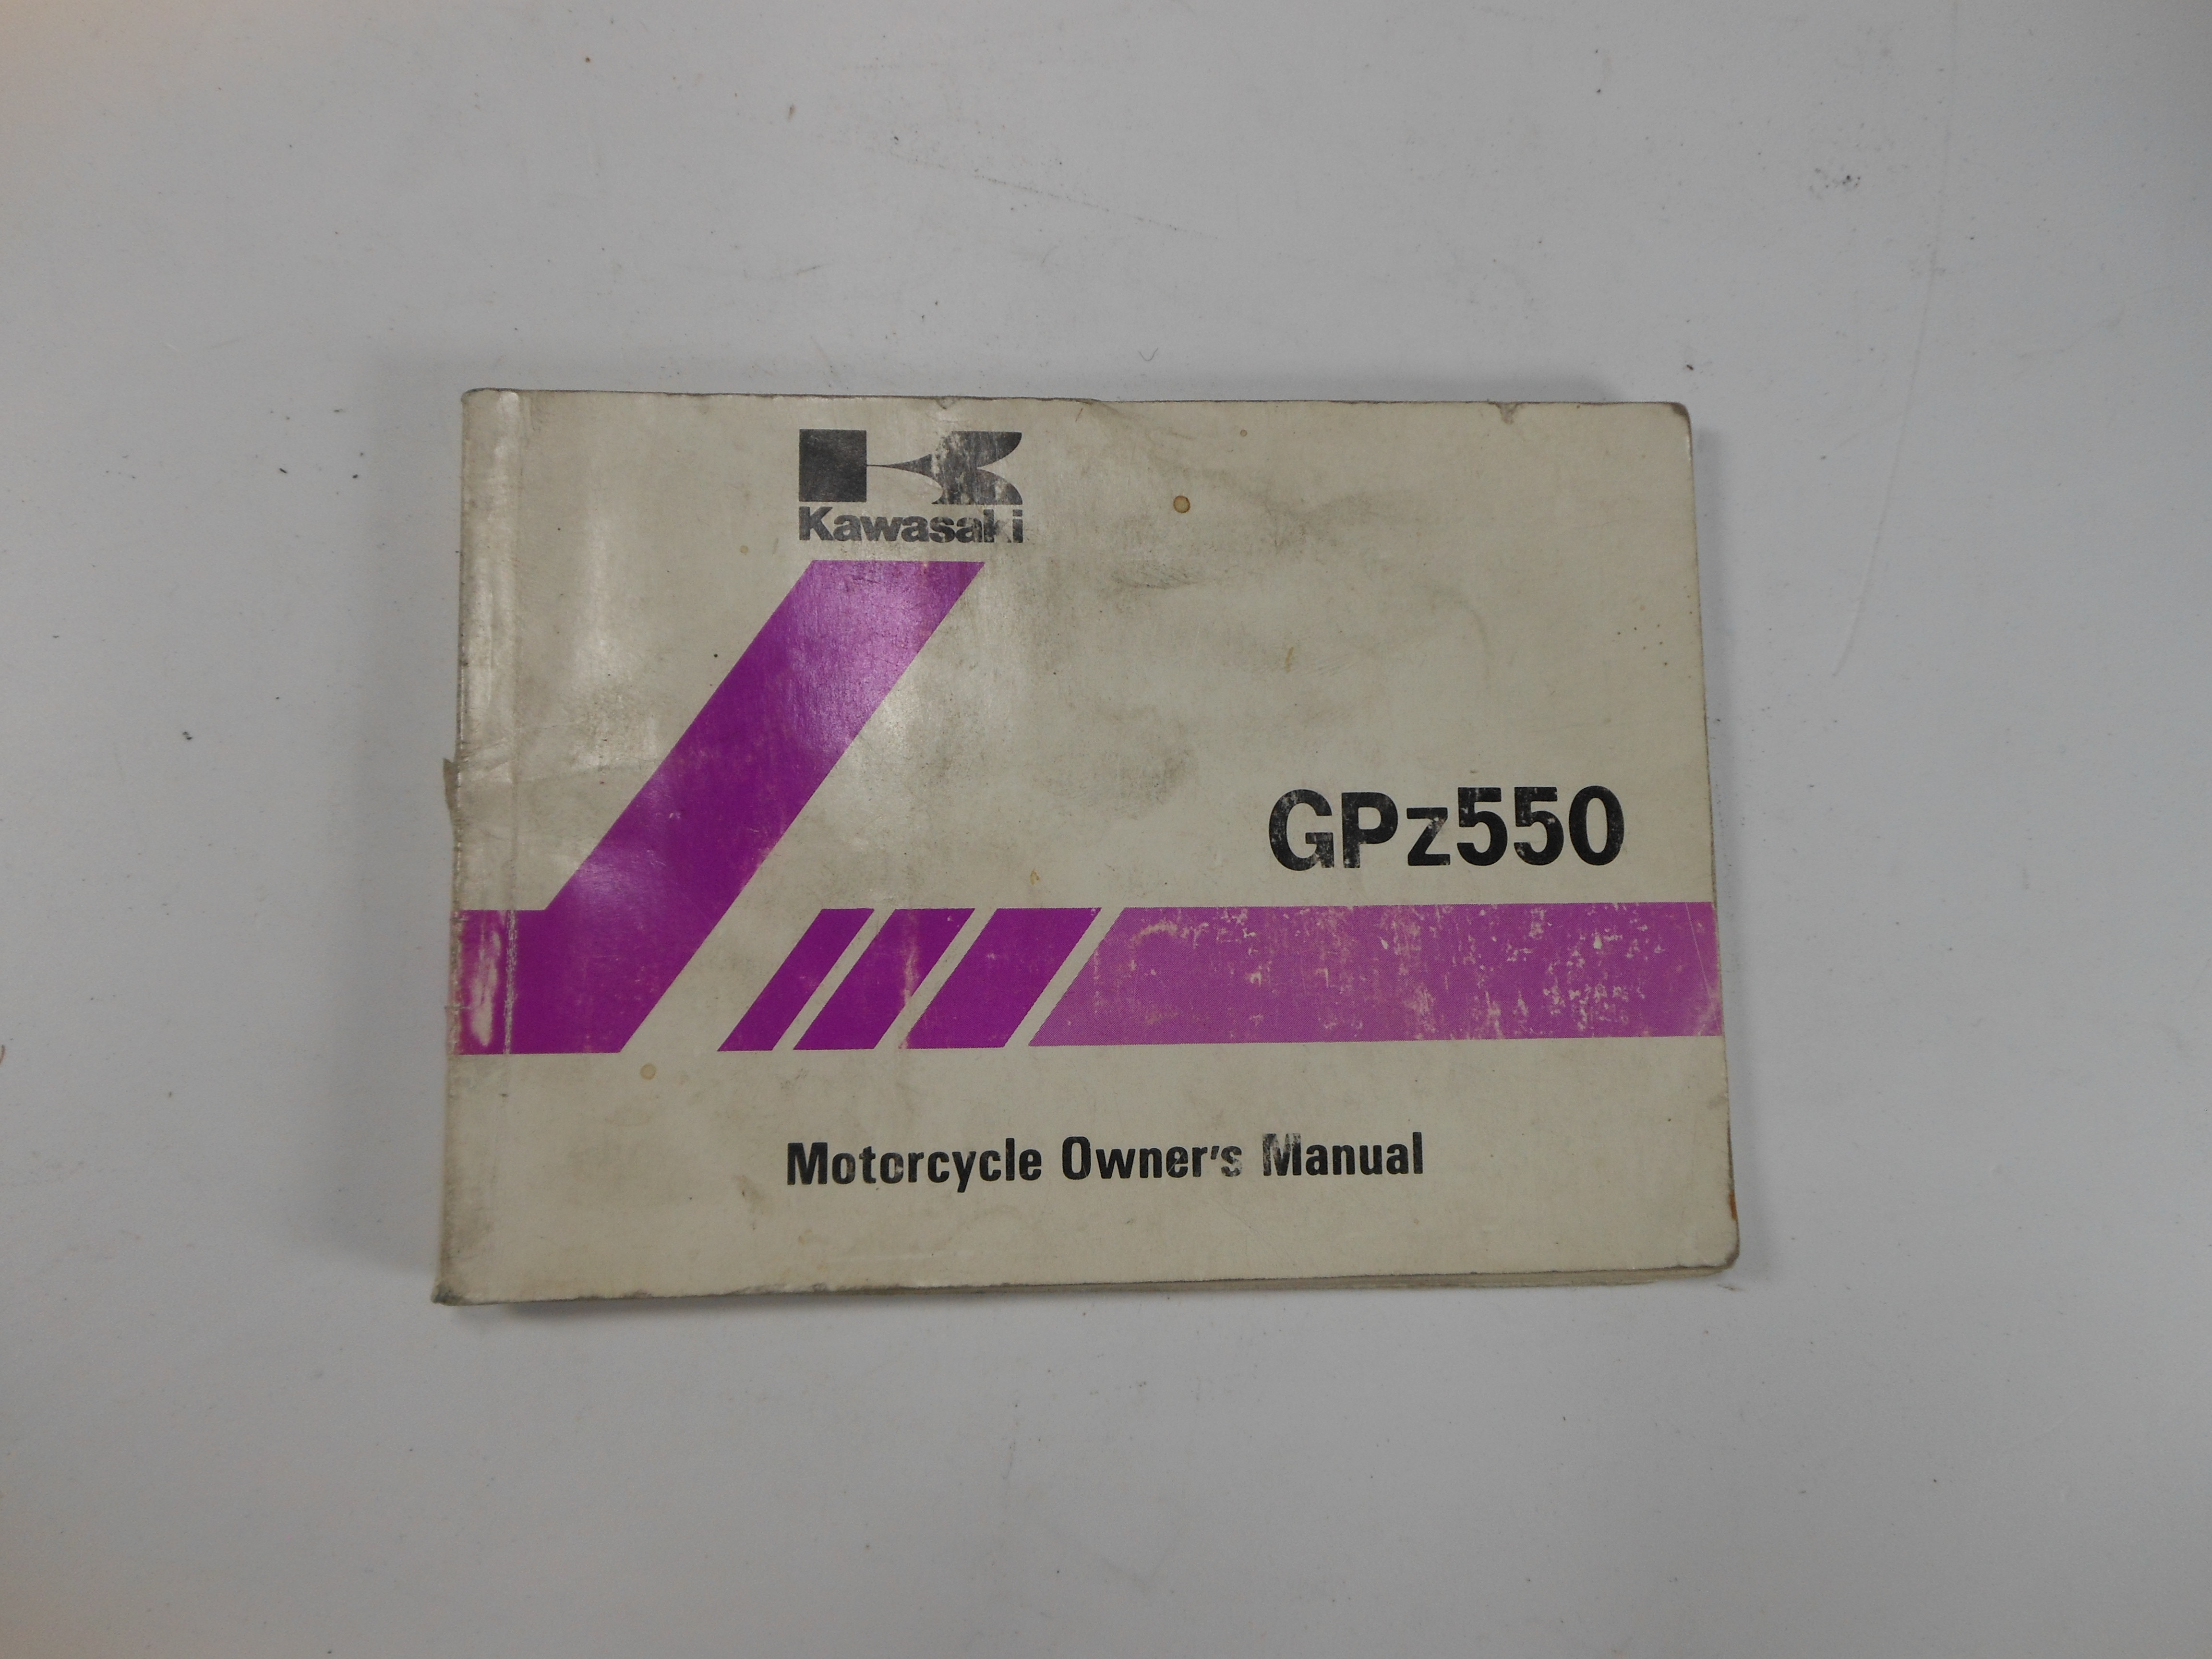 Kawasaki
GPz550
Motorcycle Owner's Manual